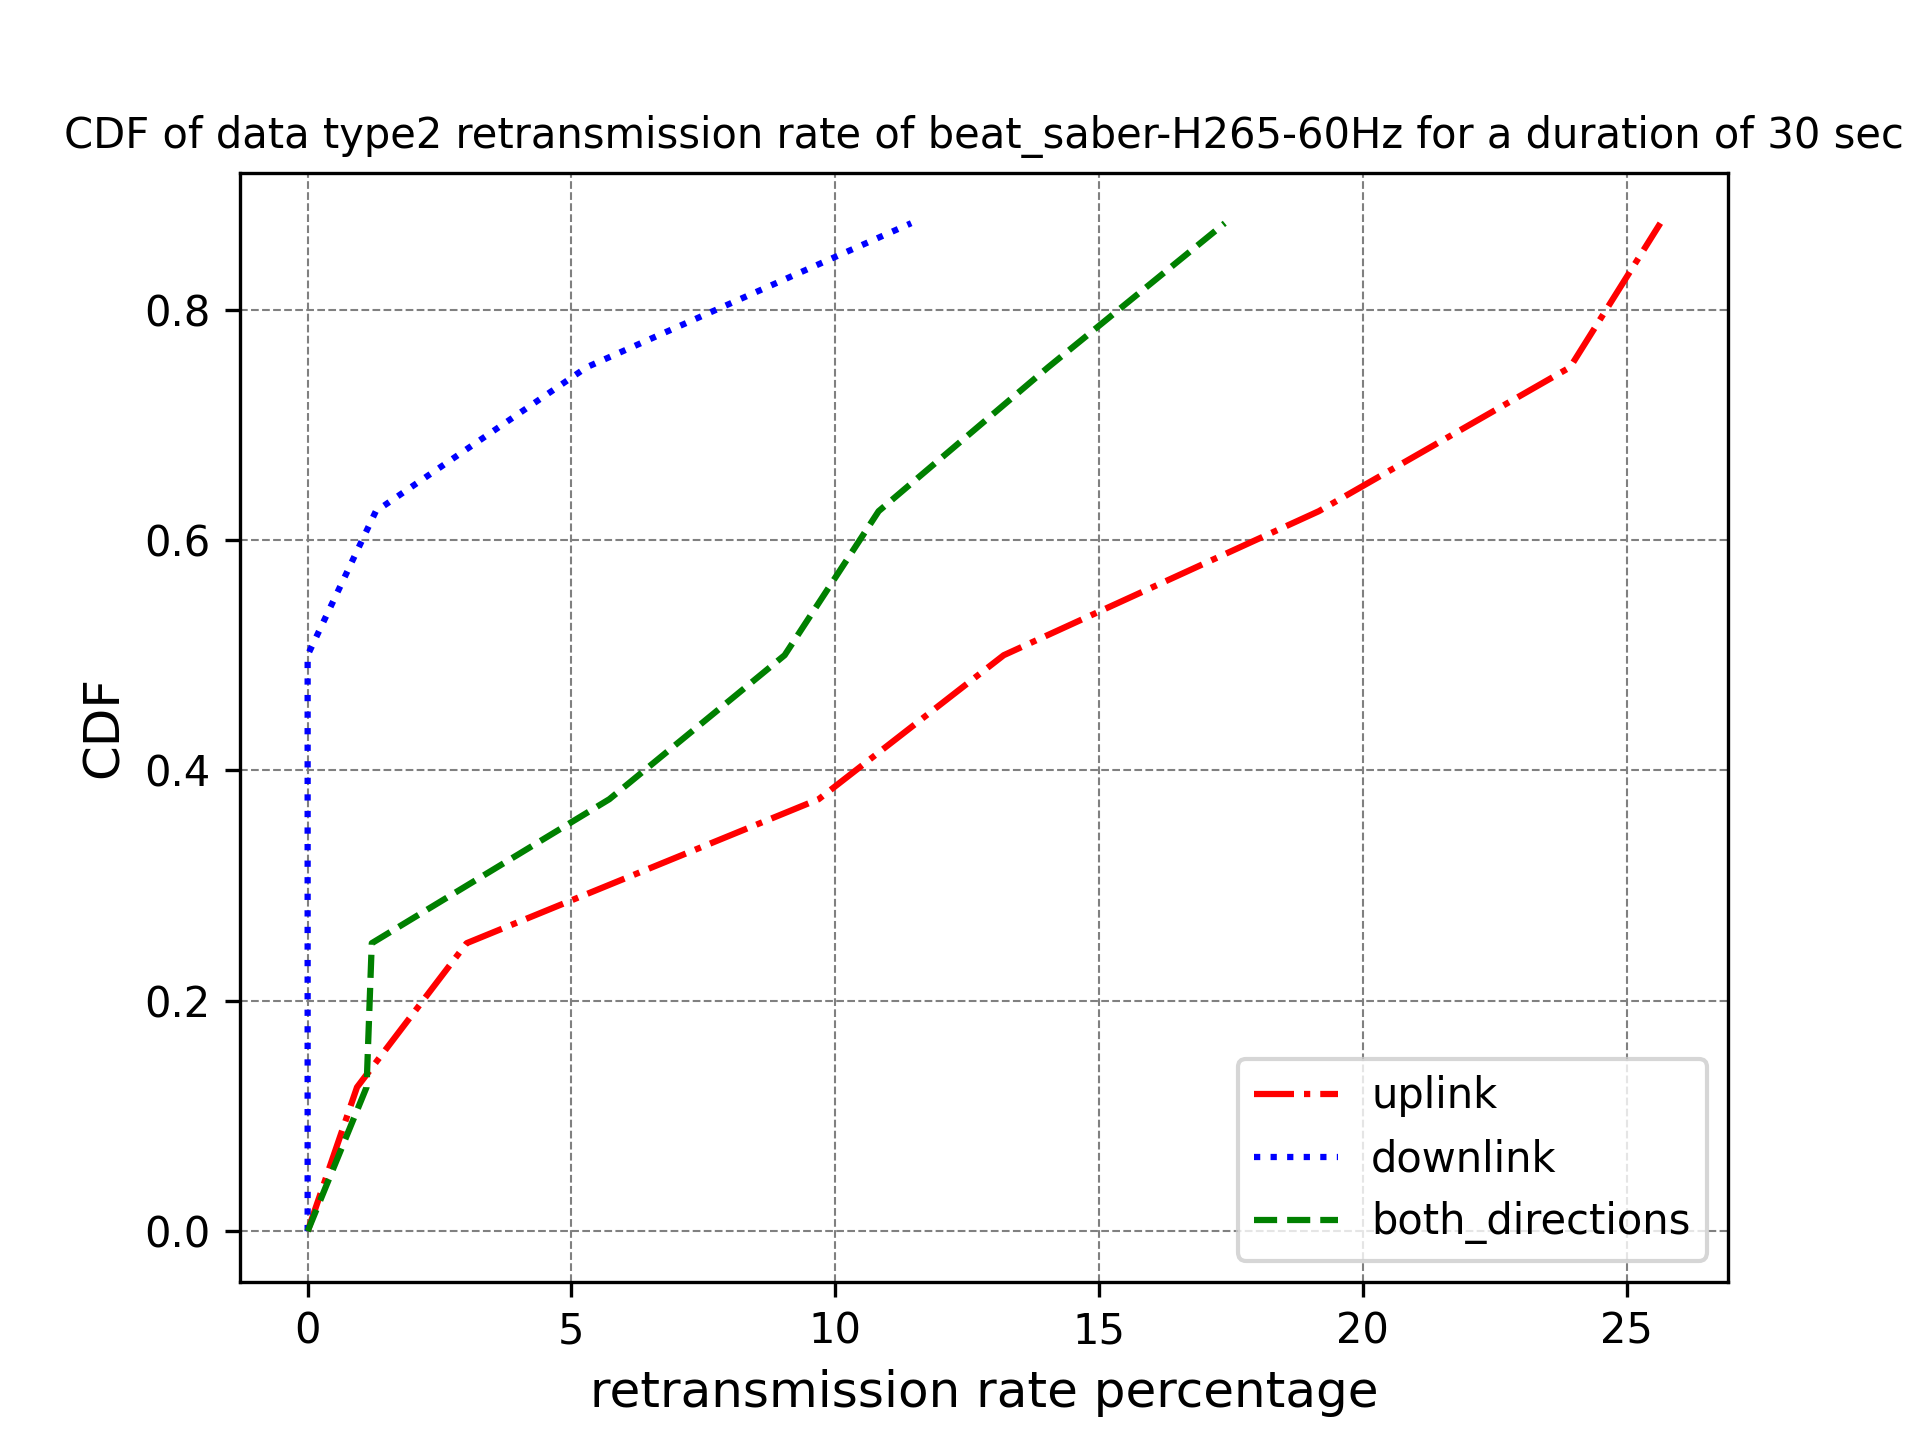 CDF of data type2 retransmission rate of beat_saber-H265-60Hz for a duration of 30 sec
CDF
0.8
0.6
0.4
0.2
0.0
0 5 10 15 20 25
retransmission rate percentage
uplink
downlink
both_directions